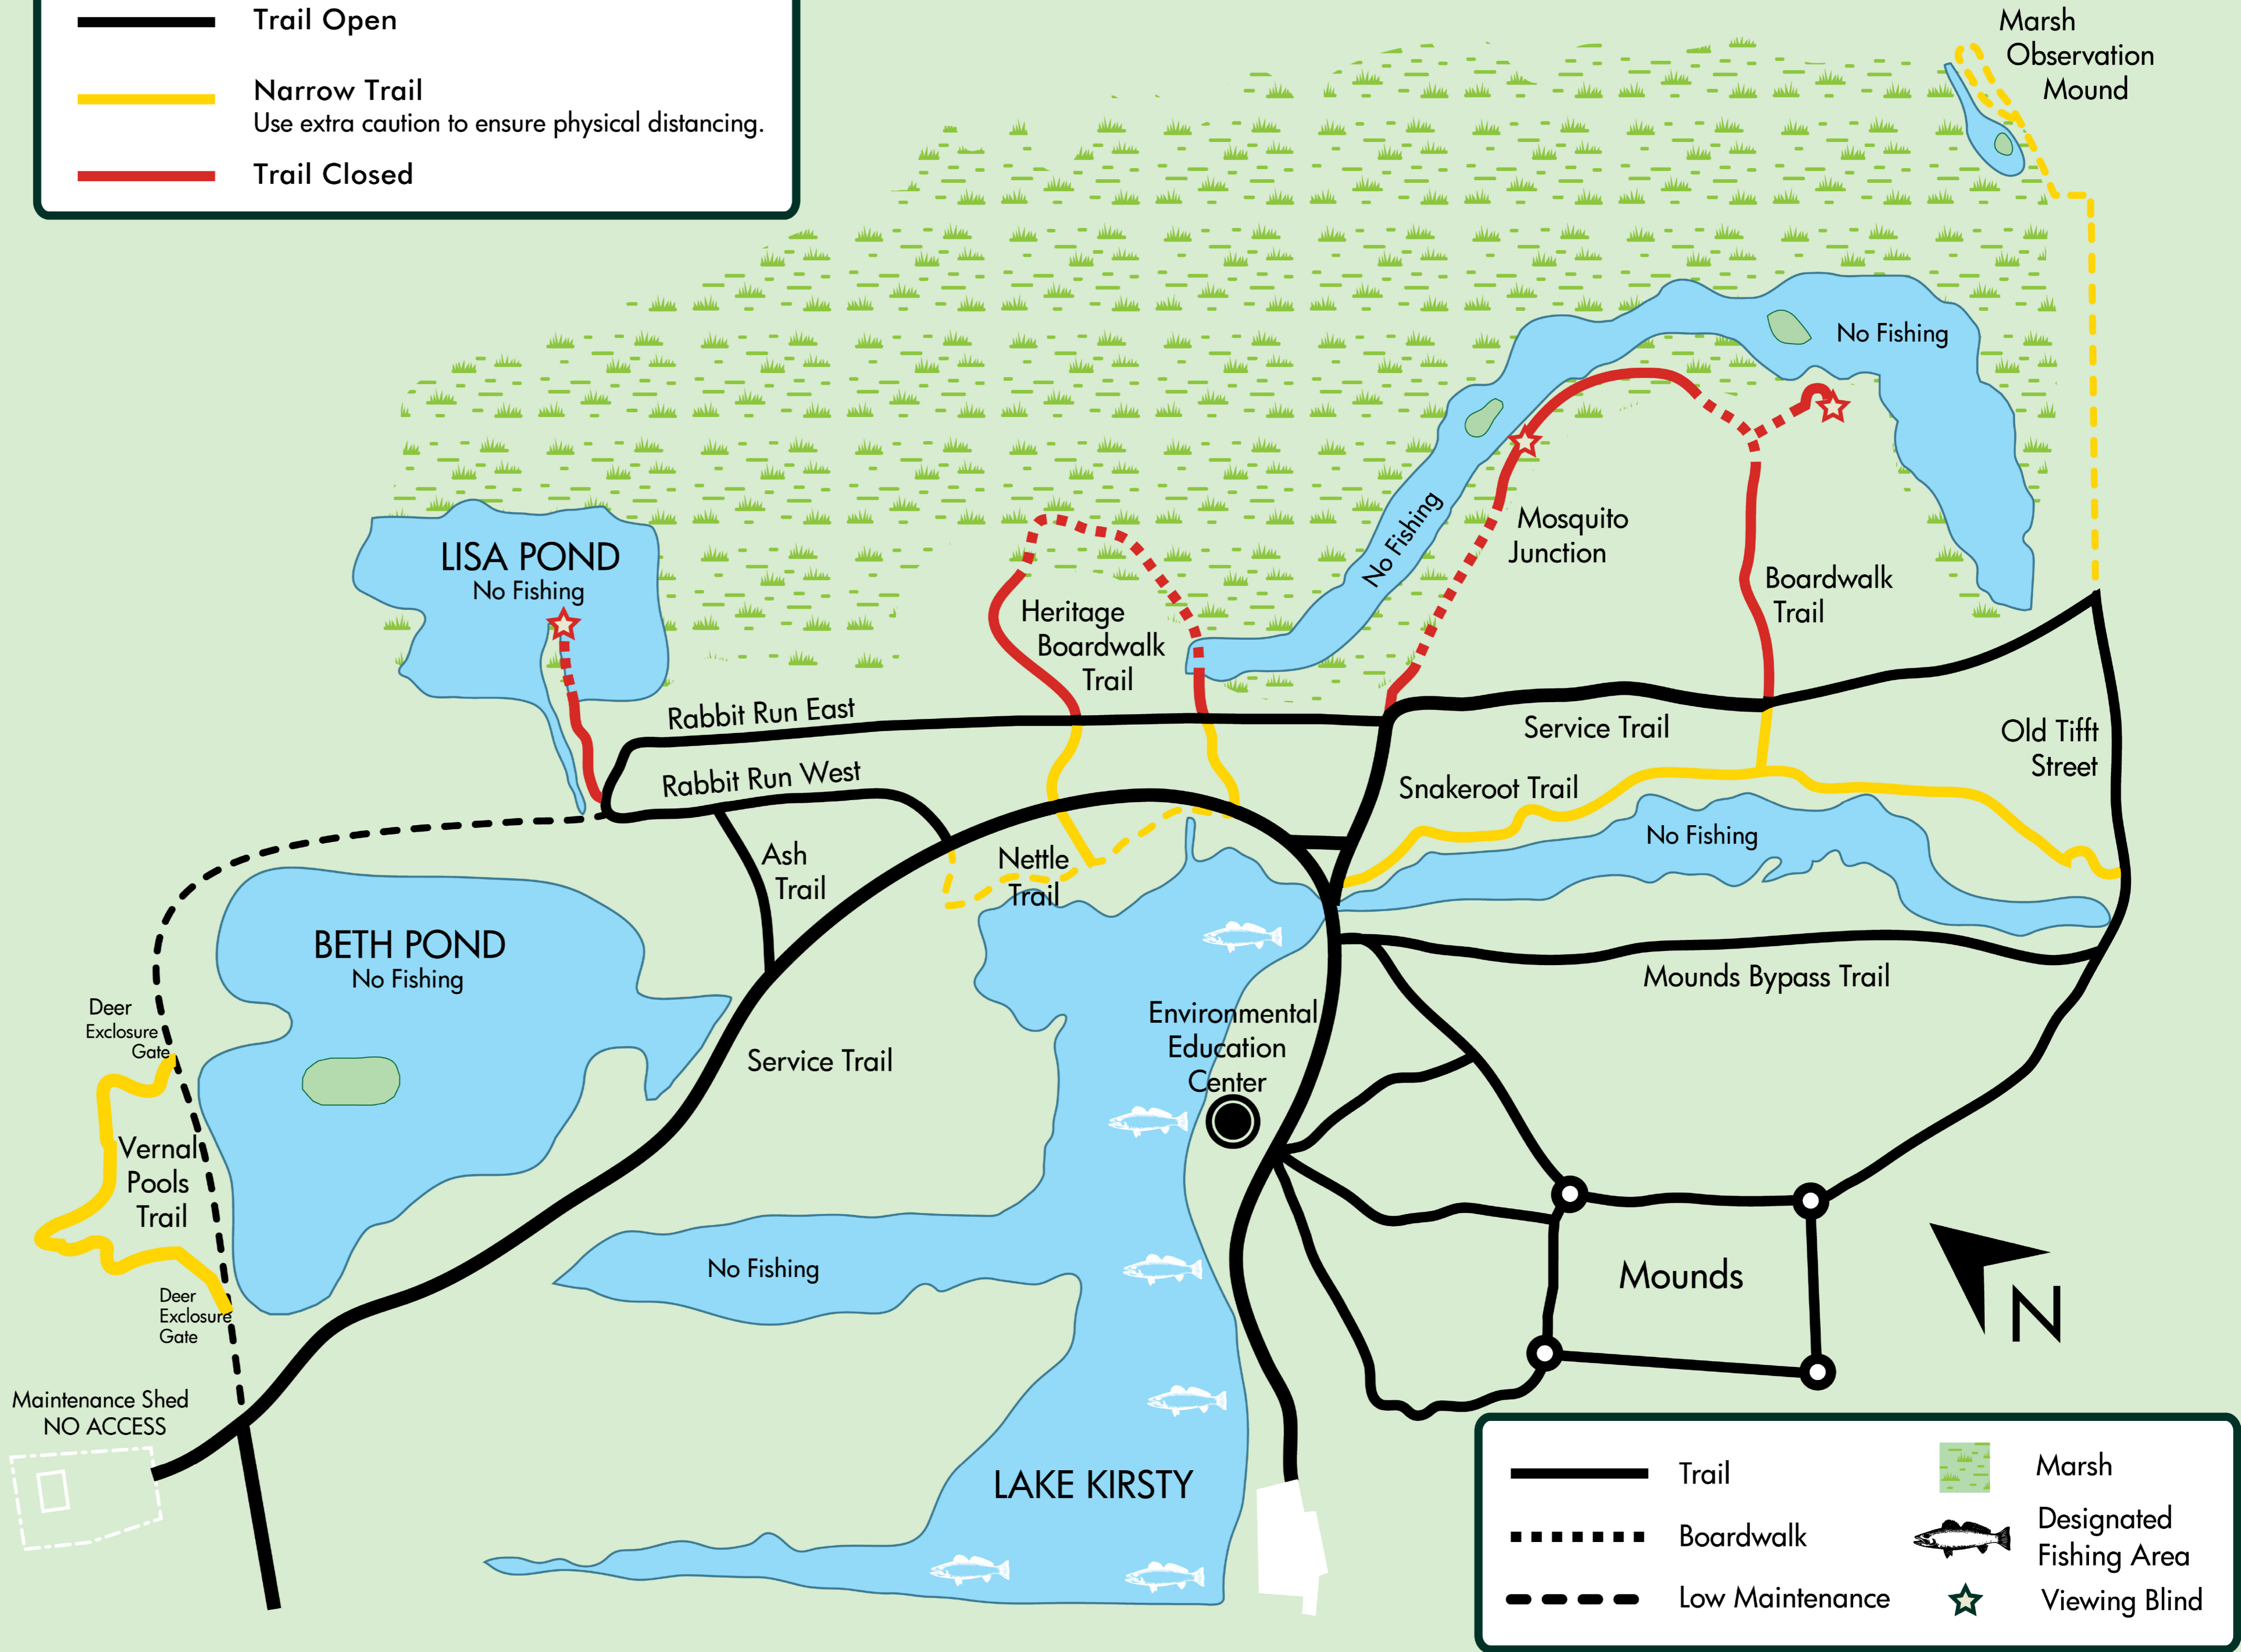 Trail Open
Narrow Trail
Use extra caution to ensure physical distancing.
Trail Closed
Marsh
Observation
Mound
No Fishing
LISA POND
No Fishing
No Fishing
Mosquito
Junction
Heritage
Boardwalk
Trail
Boardwalk
Trail
Rabbit Run East
Service Trail
Old Tifft
Street
Rabbit Run West
Snakeroot Trail
No Fishing
Ash
Trail
Nettle
Trail
BETH POND
No Fishing
Mounds Bypass Trail
Deer
Exclosure
Gate
Environmental
Education
Center
Service Trail
Vernal
Pools
Trail
No Fishing
Mounds
N
Deer
Exclosure
Gate
Maintenance Shed
NO ACCESS
LAKE KIRSTY
Trail
Boardwalk
Low Maintenance
Marsh
Designated
Fishing Area
Viewing Blind